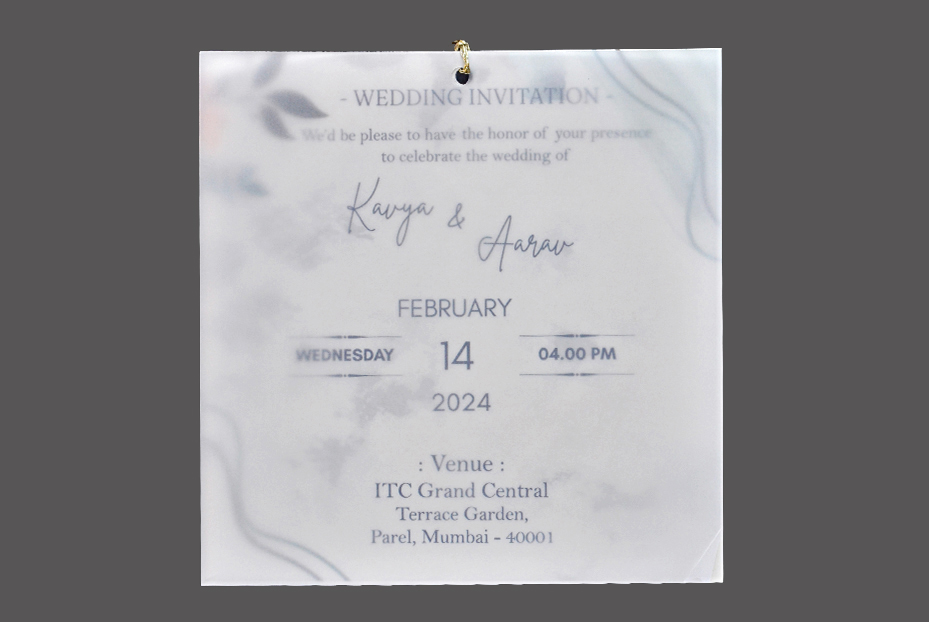 - WEDDING INVITATION -
We'd be please to have the honor of your presence
to celebrate the wedding of
Kavya &
Aarav
FEBRUARY
WEDNESDAY 14 04.00 PM
2024
: Venue :
ITC Grand Central
Terrace Garden,
Parel, Mumbai - 40001